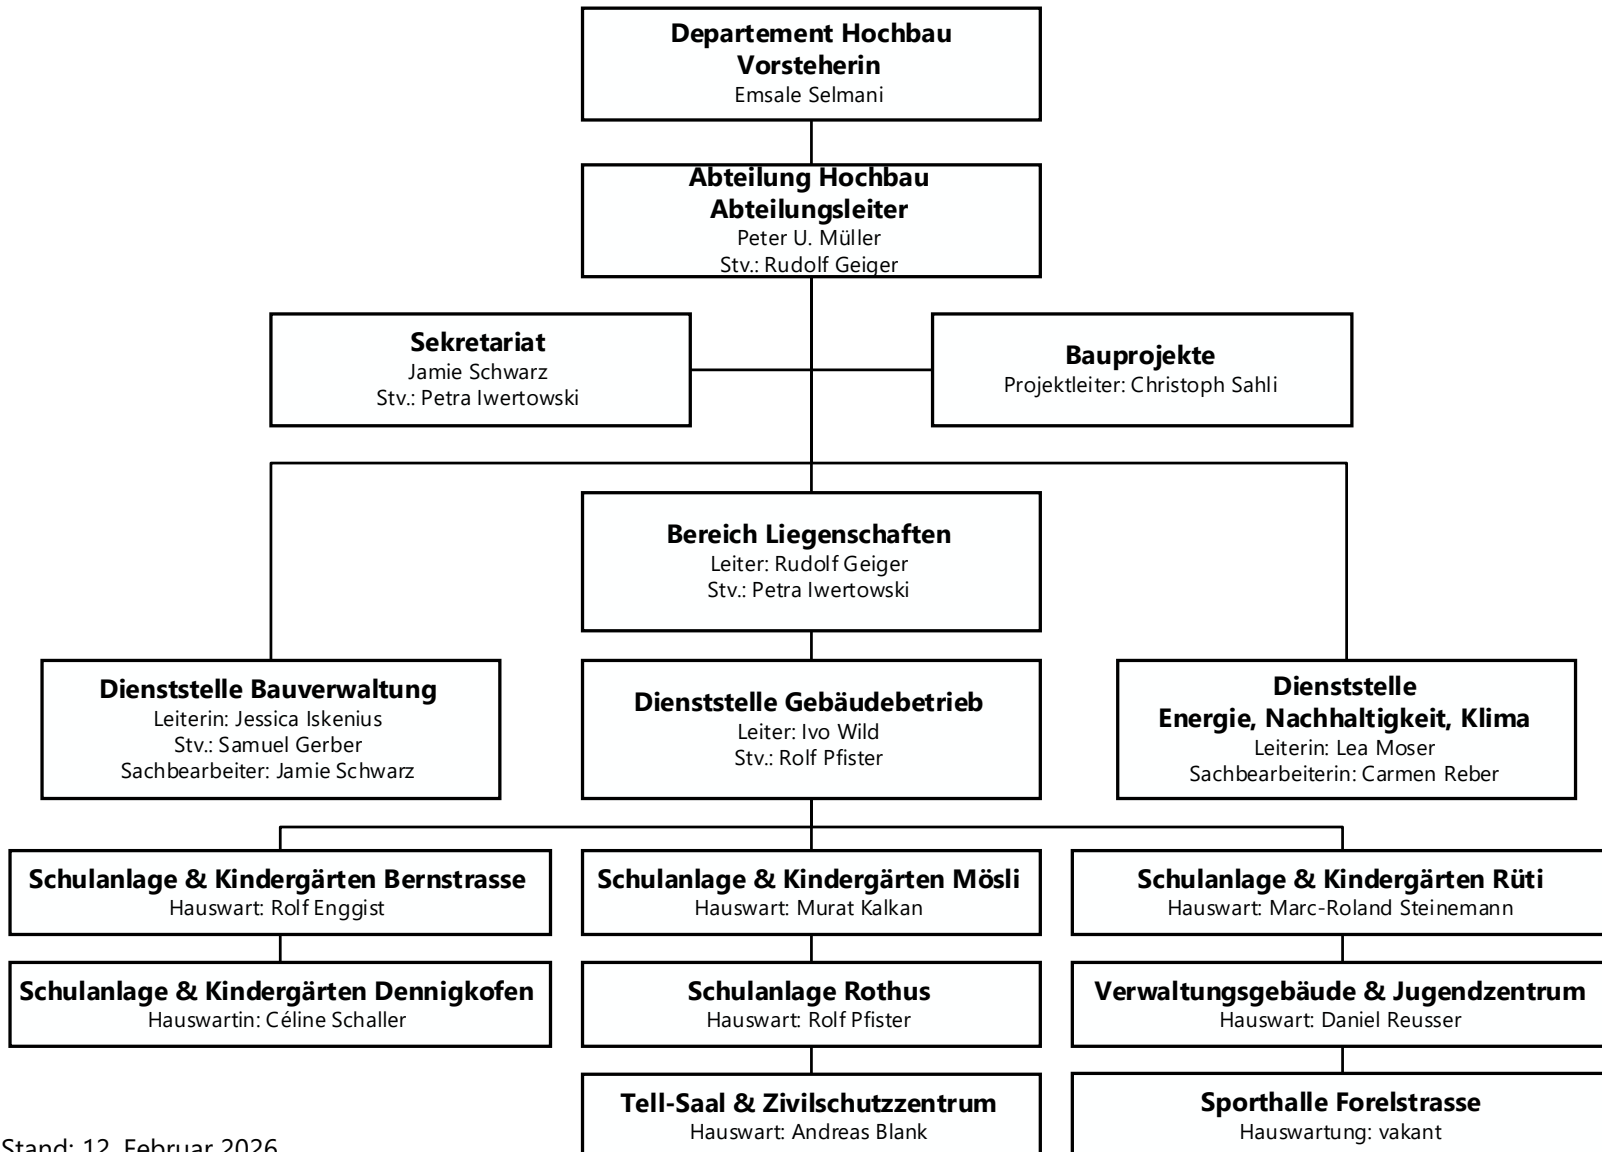 Departement Hochbau
Vorsteherin
Emsale Selmani
Abteilung Hochbau
Abteilungsleiter
Peter U. Müller
Stv.: Rudolf Geiger
Sekretariat
Jamie Schwarz
Stv.: Petra Iwertowski
Bauprojekte
Projektleiter: Christoph Sahli
Bereich Liegenschaften
Leiter: Rudolf Geiger
Stv.: Petra Iwertowski
Dienststelle Bauverwaltung
Leiterin: Jessica Iskenius
Stv.: Samuel Gerber
Sachbearbeiter: Jamie Schwarz
Dienststelle Gebäudebetrieb
Leiter: Ivo Wild
Stv.: Rolf Pfister
Dienststelle
Energie, Nachhaltigkeit, Klima
Leiterin: Lea Moser
Sachbearbeiterin: Carmen Reber
Schulanlage & Kindergärten Bernstrasse
Hauswart: Rolf Enggist
Schulanlage & Kindergärten Mösli
Hauswart: Murat Kalkan
Schulanlage & Kindergärten Rüti
Hauswart: Marc-Roland Steinemann
Schulanlage & Kindergärten Dennigkofen
Hauswartin: Céline Schaller
Schulanlage Rothus
Hauswart: Rolf Pfister
Verwaltungsgebäude & Jugendzentrum
Hauswart: Daniel Reusser
Tell-Saal & Zivilschutzzentrum
Hauswart: Andreas Blank
Sporthalle Forelstrasse
Hauswartung: vakant
Stand: 12. Februar 2026